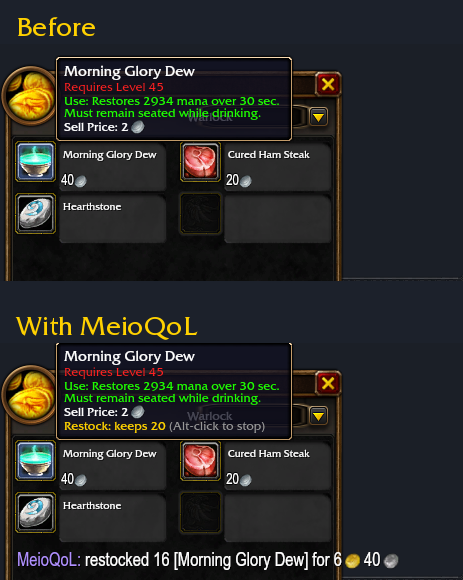 Before
Morning Glory Dew
Requires Level 45
Use: Restores 2934 mana over 30 sec.
Must remain seated while drinking.
Warlock
Sell Price: 2
Morning Glory Dew
40
Cured Ham Steak
20
Hearthstone
With MeioQoL
Morning Glory Dew
Requires Level 45
Use: Restores 2934 mana over 30 sec.
Must remain seated while drinking.
Sell Price: 2
Warlock
Restock: keeps 20 (Alt-click to stop)
Morning Glory Dew
40
Cured Ham Steak
20
Hearthstone
MeioQoL: restocked 16 [Morning Glory Dew] for 6 40